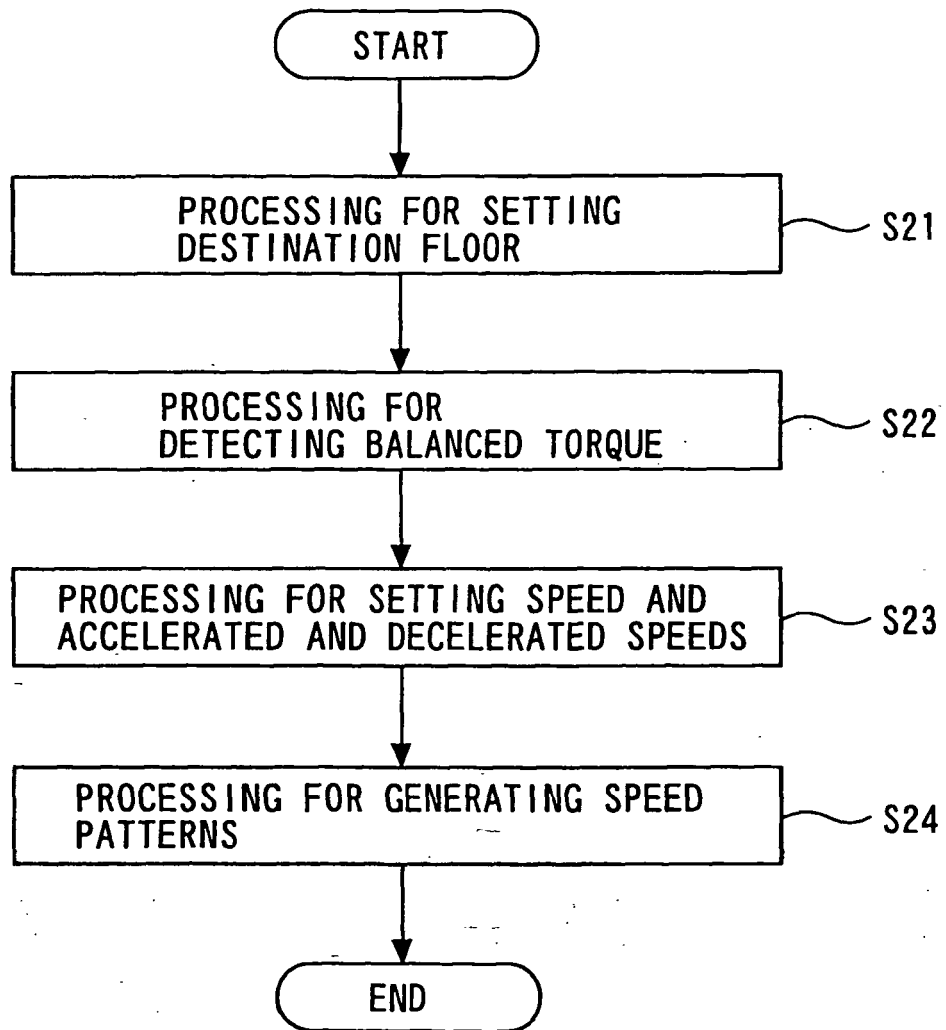 START
PROCESSING FOR SETTING
DESTINATION FLOOR
S21
PROCESSING FOR
DETECTING BALANCED TORQUE
S22
PROCESSING FOR SETTING SPEED AND
ACCELERATED AND DECELERATED SPEEDS
S23
PROCESSING FOR GENERATING SPEED
PATTERNS
S24
END